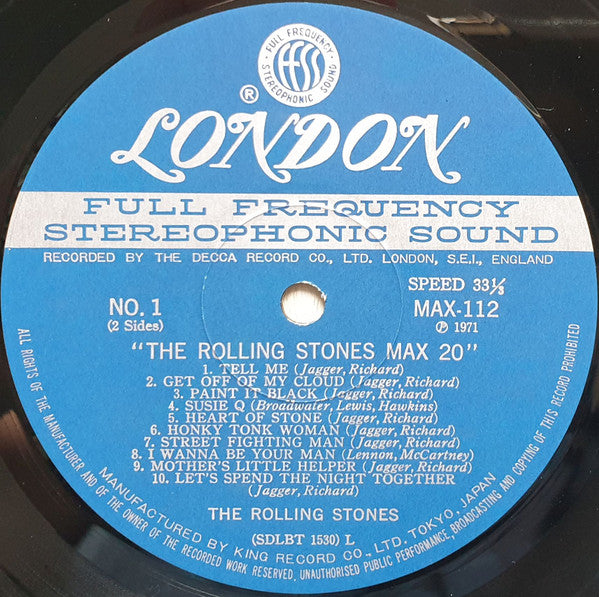 FULL FREQUENCY
ffss
STEREOPHONIC SOUND
®
LONDON
FULL FREQUENCY
STEREOPHONIC SOUND
RECORDED BY THE DECCA RECORD CO., LTD. LONDON, S.E.I., ENGLAND
SPEED 33⅓
NO. 1
MAX-112
(2 Sides)
Ⓟ 1971
"THE ROLLING STONES MAX 20"
1. TELL ME (Jagger, Richard)
2. GET OFF OF MY CLOUD (Jagger, Richard)
3. PAINT IT BLACK (Jagger, Richard)
4. SUSIE Q (Broadwater, Lewis, Hawkins)
5. HEART OF STONE (Jagger, Richard)
6. HONKY TONK WOMAN (Jagger, Richard)
7. STREET FIGHTING MAN (Jagger, Richard)
8. I WANNA BE YOUR MAN (Lennon, McCartney)
9. MOTHER'S LITTLE HELPER (Jagger, Richard)
10. LET'S SPEND THE NIGHT TOGETHER
(Jagger, Richard)
THE ROLLING STONES
(SDLBT 1530) L
MANUFACTURED BY KING RECORD CO., LTD. TOKYO, JAPAN
ALL RIGHTS OF THE MANUFACTURER AND OF THE OWNER OF THE RECORDED WORK RESERVED, UNAUTHORISED PUBLIC PERFORMANCE, BROADCASTING AND COPYING OF THIS RECORD PROHIBITED